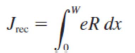 J_rec = ∫_0^W eR dx